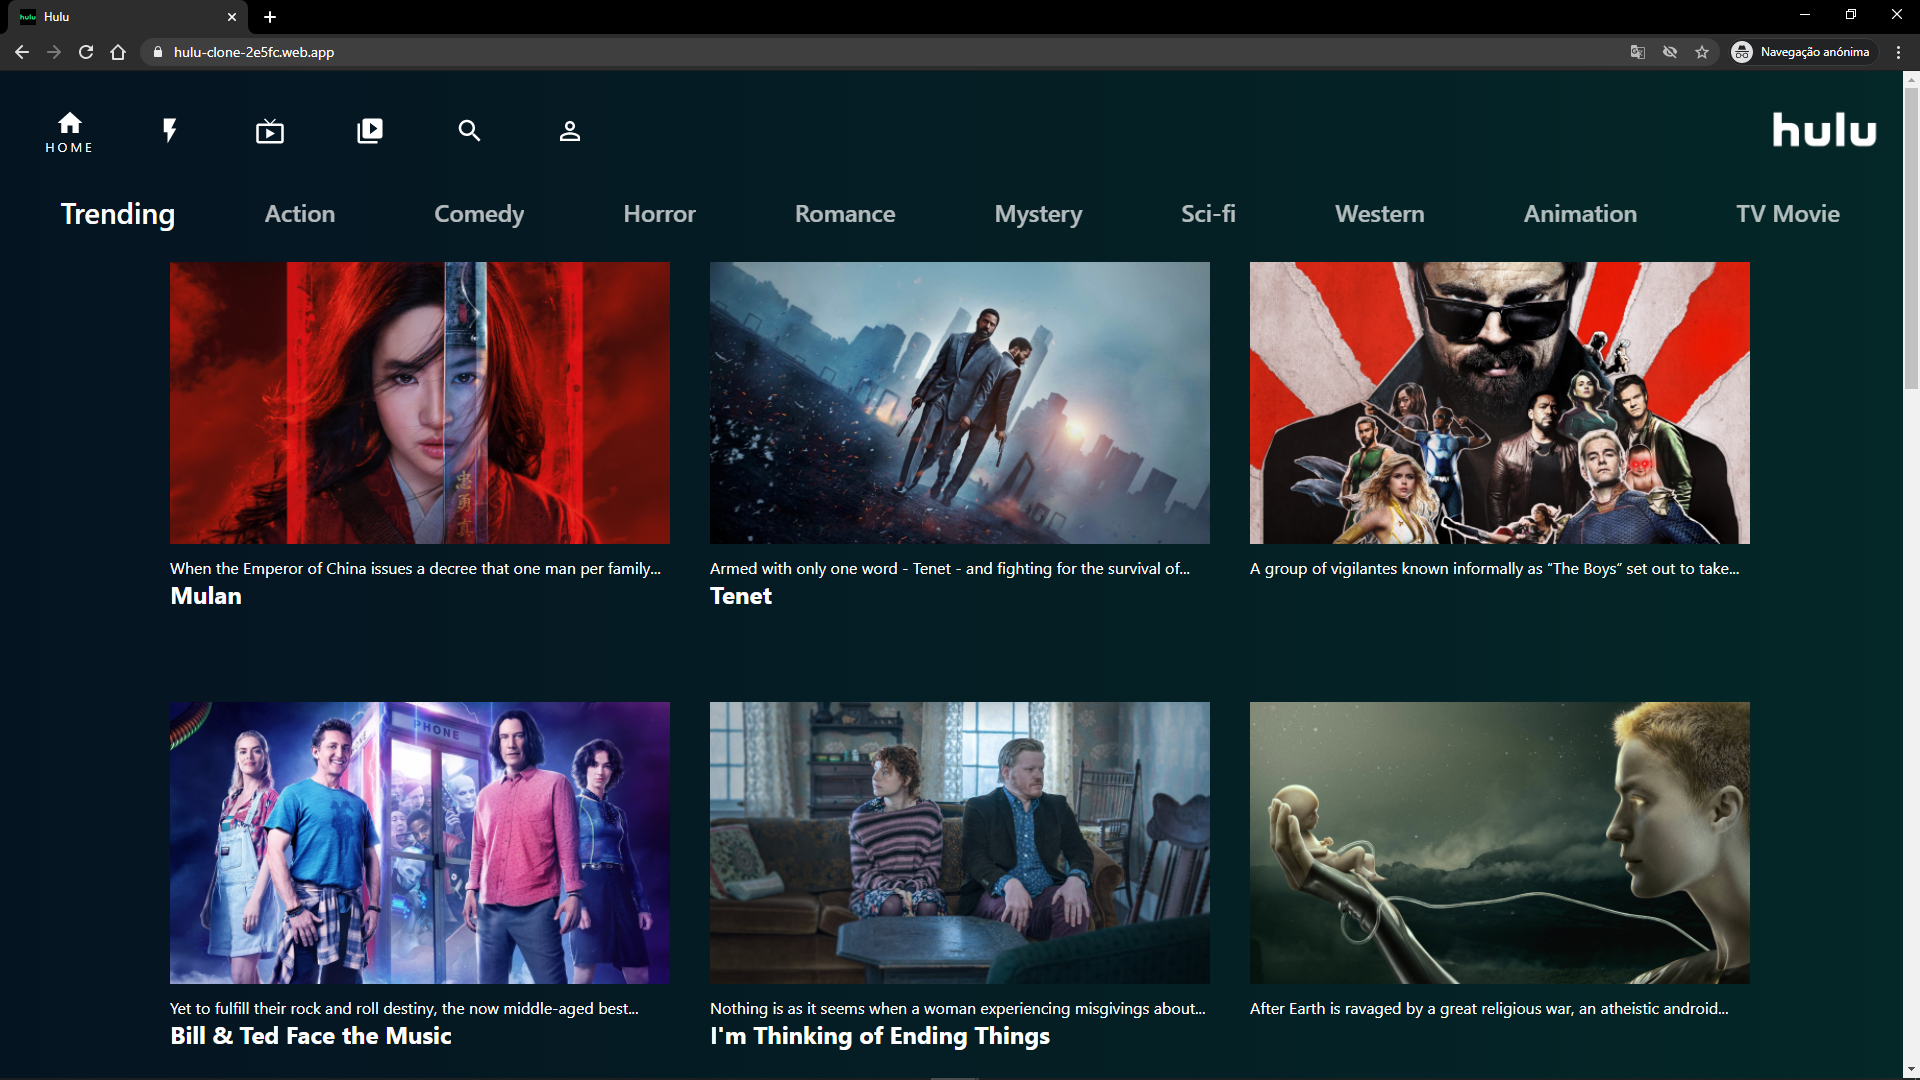 hulu
Hulu
hulu-clone-2e5fc.web.app
Navegação anónima
HOME
hulu
Trending
Action
Comedy
Horror
Romance
Mystery
Sci-fi
Western
Animation
TV Movie
忠勇真
When the Emperor of China issues a decree that one man per family...
Mulan
Armed with only one word - Tenet - and fighting for the survival of...
Tenet
A group of vigilantes known informally as “The Boys” set out to take...
PHONE
Yet to fulfill their rock and roll destiny, the now middle-aged best...
Bill & Ted Face the Music
Nothing is as it seems when a woman experiencing misgivings about...
I'm Thinking of Ending Things
After Earth is ravaged by a great religious war, an atheistic android...